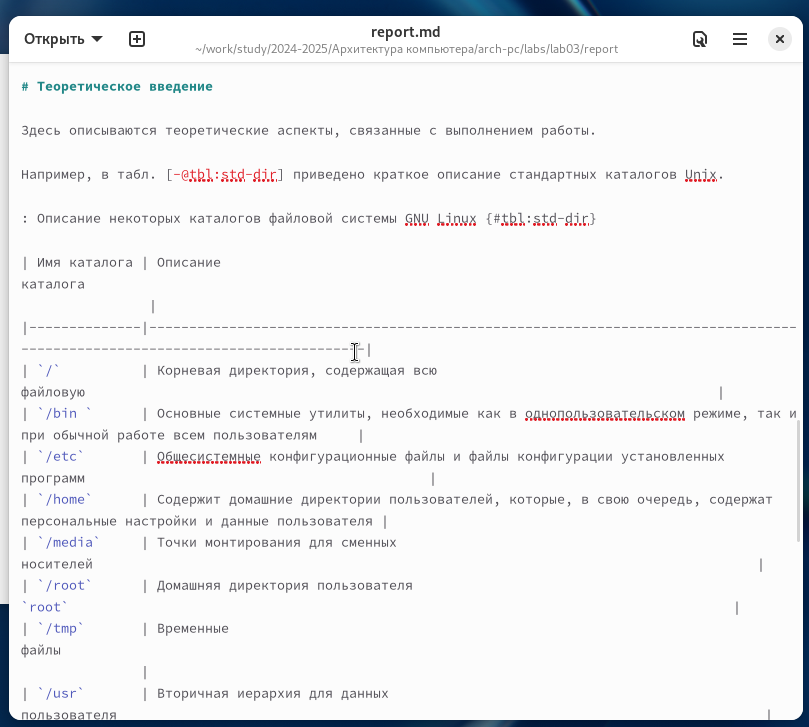 Открыть
report.md
~/work/study/2024-2025/Архитектура компьютера/arch-pc/labs/lab03/report
# Теоретическое введение
Здесь описываются теоретические аспекты, связанные с выполнением работы.
Например, в табл. [-@tbl:std-dir] приведено краткое описание стандартных каталогов Unix.
: Описание некоторых каталогов файловой системы GNU Linux {#tbl:std-dir}
| Имя каталога | Описание
каталога
|
|--------------|---------------------------------------------------------------------------------
-------------------------------------------|
| `/`          | Корневая директория, содержащая всю
файловую |
| `/bin `      | Основные системные утилиты, необходимые как в однопользовательском режиме, так и
при обычной работе всем пользователям |
| `/etc`       | Общесистемные конфигурационные файлы и файлы конфигурации установленных
программ |
| `/home`      | Содержит домашние директории пользователей, которые, в свою очередь, содержат
персональные настройки и данные пользователя |
| `/media`     | Точки монтирования для сменных
носителей |
| `/root`      | Домашняя директория пользователя
`root` |
| `/tmp`       | Временные
файлы
|
| `/usr`       | Вторичная иерархия для данных
пользователя |